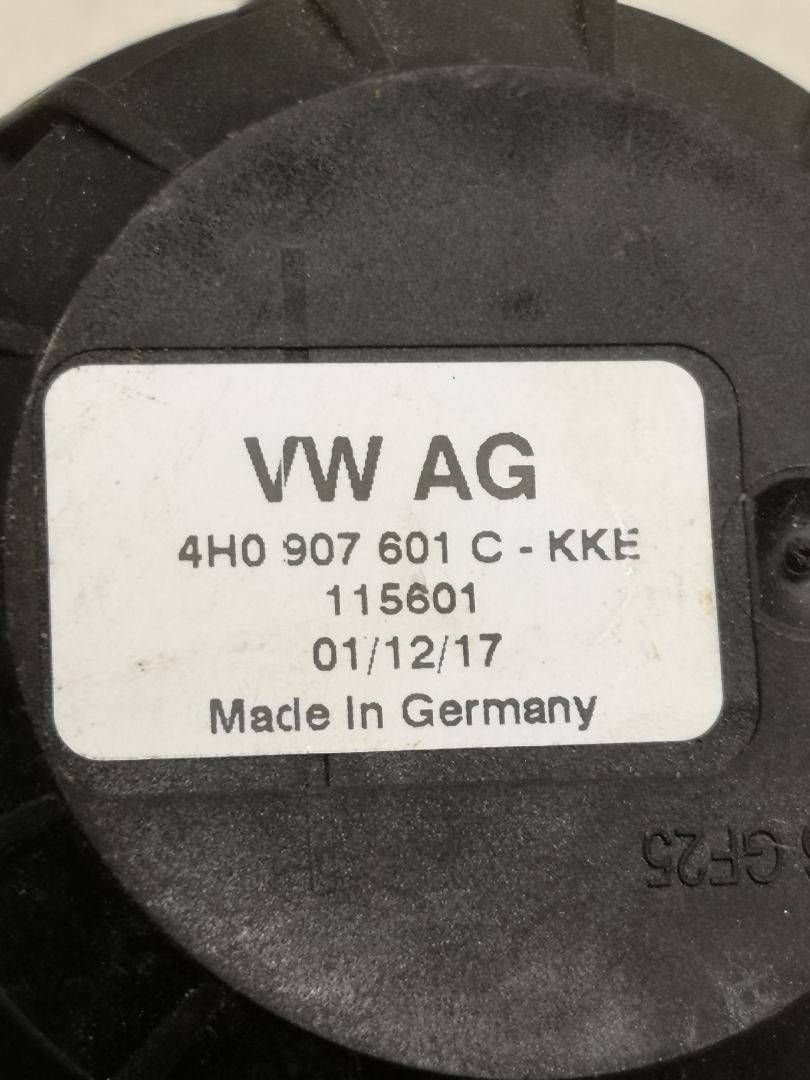 VW AG
4H0 907 601 C - KKE
115601
01/12/17
Made In Germany
GF25